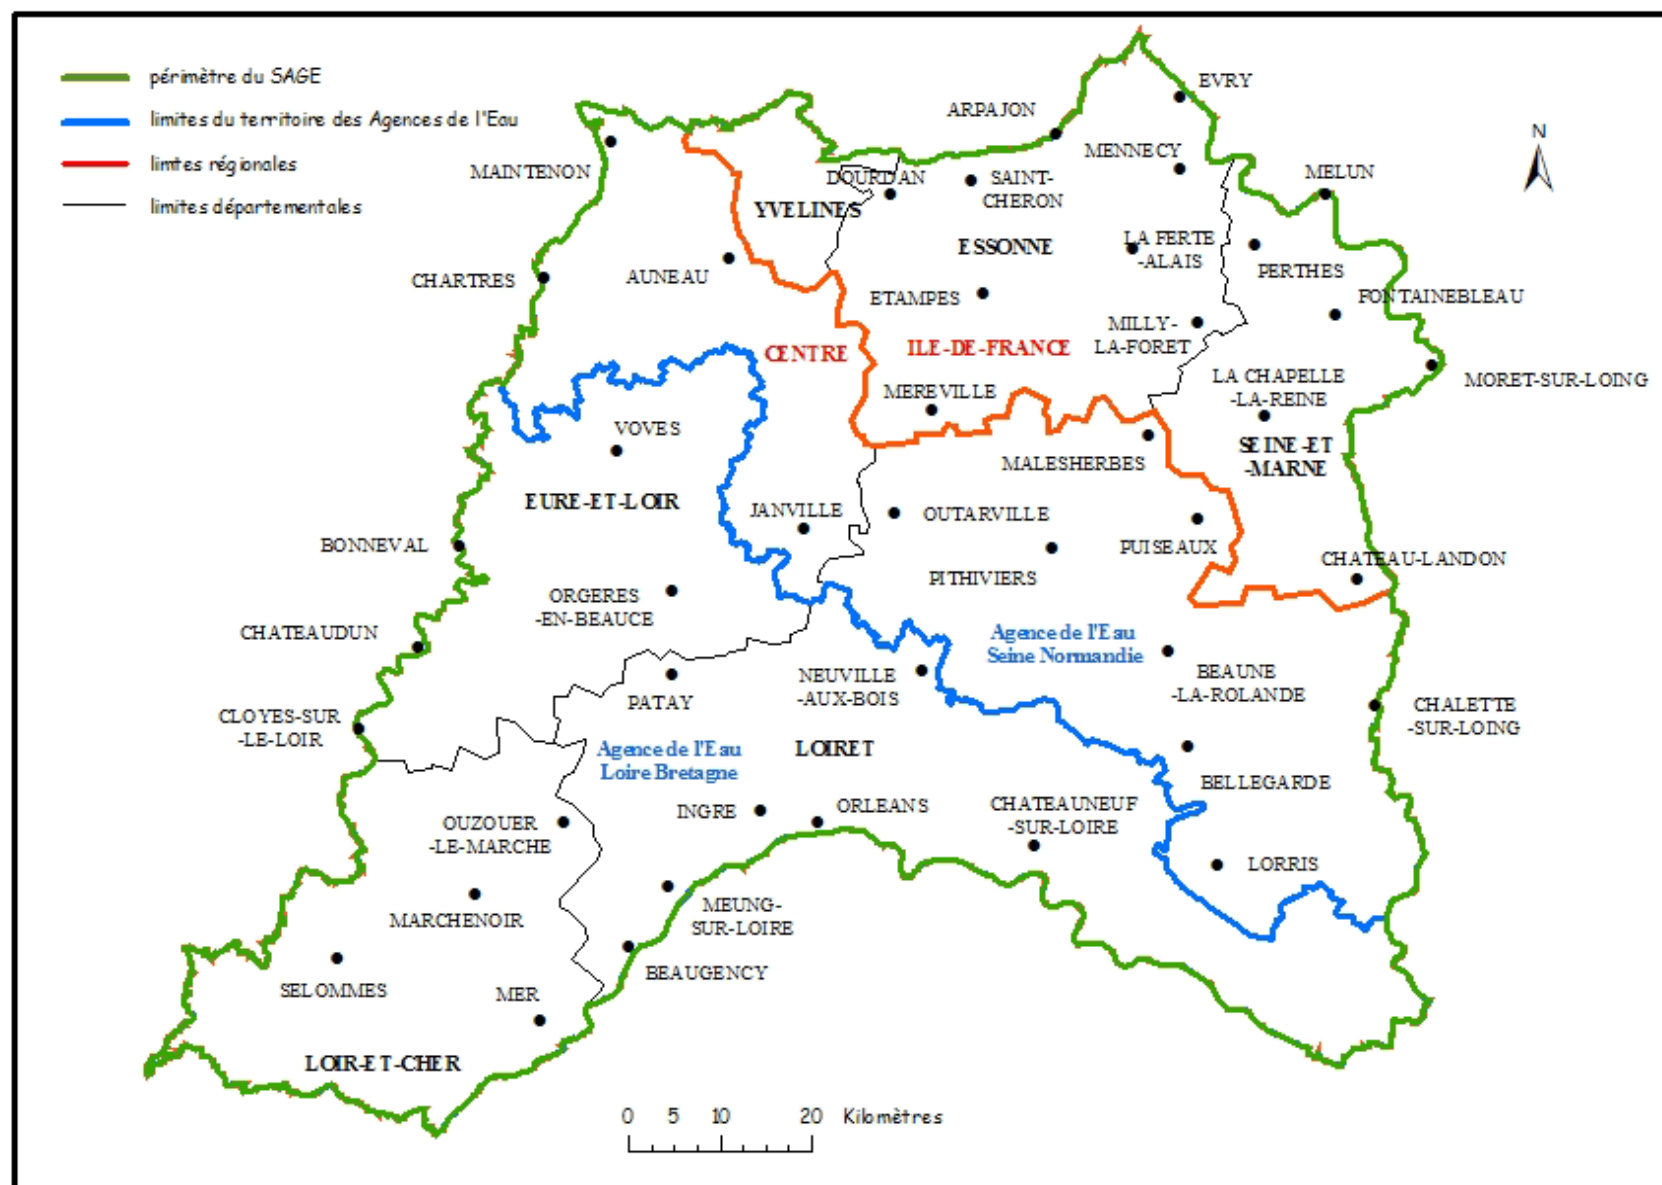 périmètre du SAGE
limites du territoire des Agences de l'Eau
limtes régionales
limites départementales
N
EVRY
ARPAJON
MENNECY
MAINTENON
DOURDAN
SAINT-
CHERON
MELUN
YVELINES
ESSONNE
LA FERTE
-ALAIS
PERTHES
AUNEAU
CHARTRES
ETAMPES
FONTAINEBLEAU
MILLY-
LA-FORET
CENTRE
ILE-DE-FRANCE
LA CHAPELLE
-LA-REINE
MORET-SUR-LOING
MEREVILLE
VOVES
SEINE-ET
-MARNE
MALESHERBES
EURE-ET-LOIR
JANVILLE
OUTARVILLE
BONNEVAL
PUISEAUX
CHATEAU-LANDON
PITHIVIERS
ORGERES
-EN-BEAUCE
CHATEAUDUN
Agence de l'Eau
Seine Normandie
NEUVILLE
-AUX-BOIS
BEAUNE
-LA-ROLANDE
PATAY
CHALETTE
-SUR-LOING
CLOYES-SUR
-LE-LOIR
Agence de l'Eau
Loire Bretagne
LOIRET
BELLEGARDE
INGRE
ORLEANS
CHATEAUNEUF
-SUR-LOIRE
OUZOUER
-LE-MARCHE
LORRIS
MARCHENOIR
MEUNG-
SUR-LOIRE
BEAUGENCY
SELOMMES
MER
LOIR-ET-CHER
0 5 10 20 Kilomètres